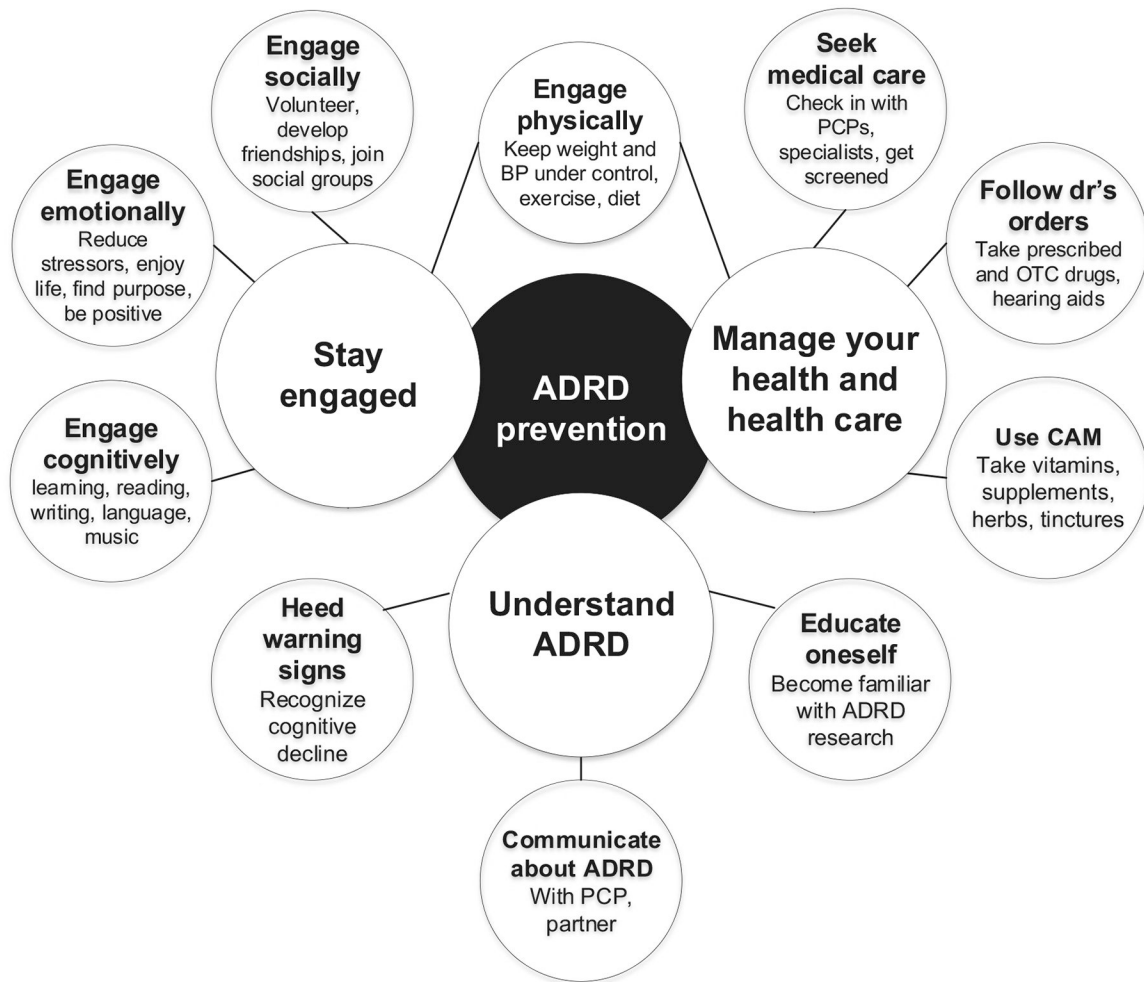 Engage
socially
Volunteer,
develop
friendships, join
social groups
Engage
physically
Keep weight and
BP under control,
exercise, diet
Seek
medical care
Check in with
PCPs,
specialists, get
screened
Engage
emotionally
Reduce
stressors, enjoy
life, find purpose,
be positive
Follow dr's
orders
Take prescribed
and OTC drugs,
hearing aids
Stay
engaged
ADRD
prevention
Manage your
health and
health care
Engage
cognitively
learning, reading,
writing, language,
music
Use CAM
Take vitamins,
supplements,
herbs, tinctures
Understand
ADRD
Heed
warning
signs
Recognize
cognitive
decline
Educate
oneself
Become familiar
with ADRD
research
Communicate
about ADRD
With PCP,
partner